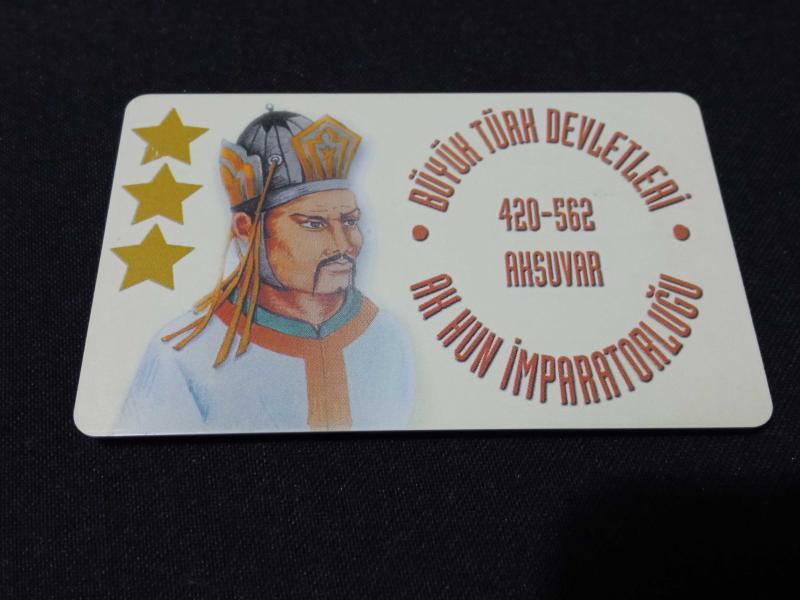 BÜYÜK TÜRK DEVLETLERİ
420-562
AKSUVAR
AK HUN İMPARATORLUĞU